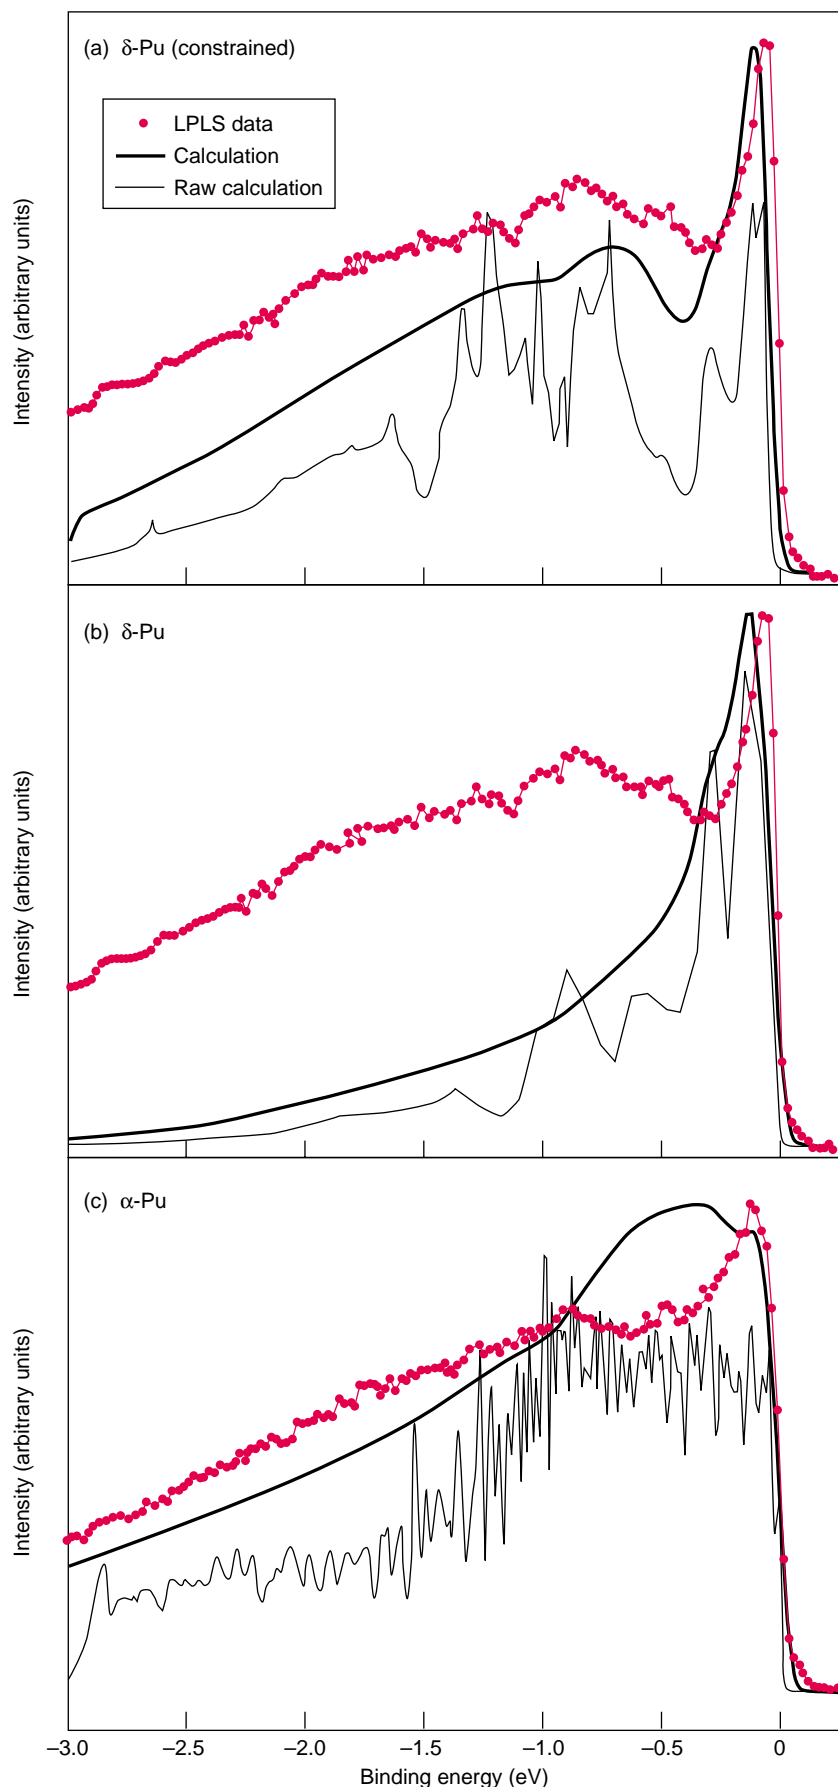 (a) δ-Pu (constrained)
LPLS data
Calculation
Raw calculation
Intensity (arbitrary units)
(b) δ-Pu
Intensity (arbitrary units)
(c) α-Pu
Intensity (arbitrary units)
–3.0 –2.5 –2.0 –1.5 –1.0 –0.5 0
Binding energy (eV)